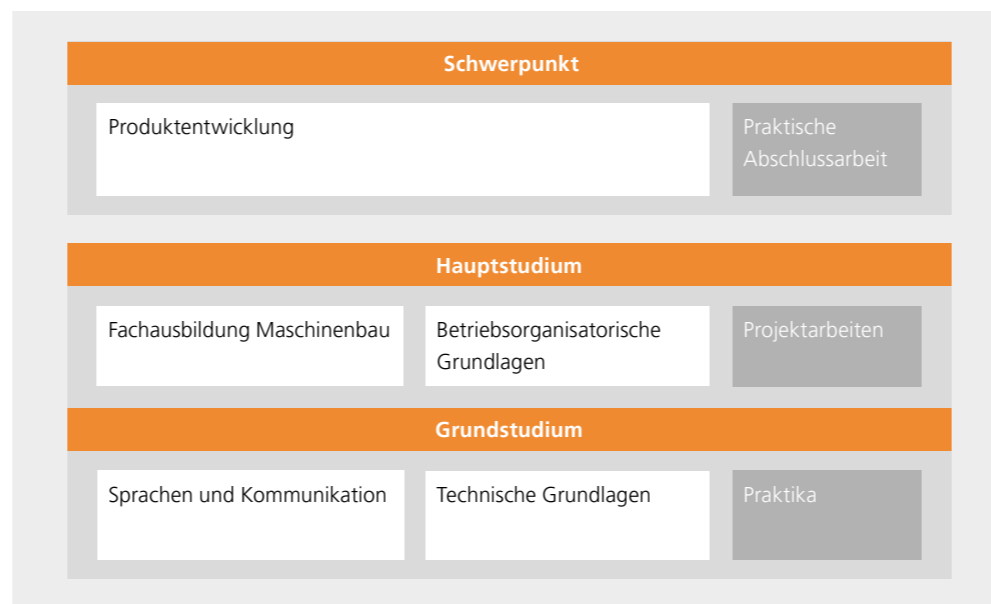 Schwerpunkt
Produktentwicklung
Praktische
Abschlussarbeit
Hauptstudium
Fachausbildung Maschinenbau
Betriebsorganisatorische
Grundlagen
Projektarbeiten
Grundstudium
Sprachen und Kommunikation
Technische Grundlagen
Praktika